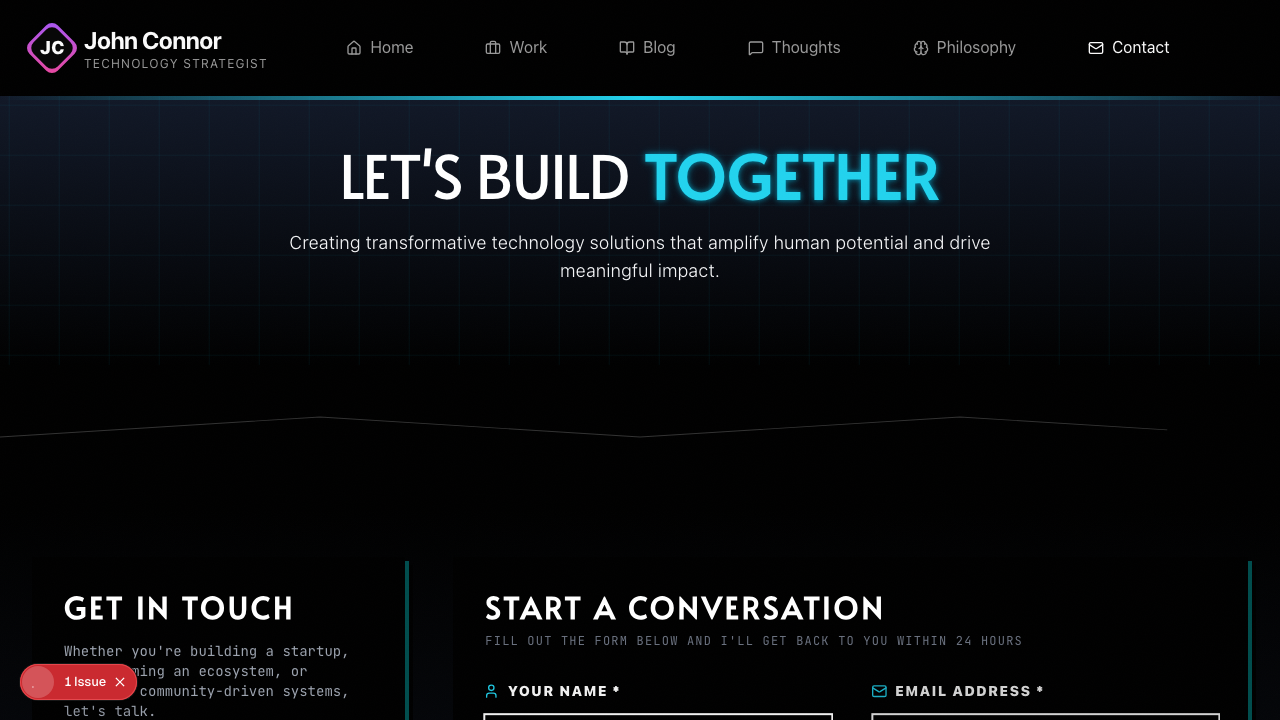 JC
John Connor
TECHNOLOGY STRATEGIST
Home
Work
Blog
Thoughts
Philosophy
Contact
LET'S BUILD TOGETHER
Creating transformative technology solutions that amplify human potential and drive
meaningful impact.
GET IN TOUCH
Whether you're building a startup,
ming an ecosystem, or
community-driven systems,
let's talk.
1 Issue
START A CONVERSATION
FILL OUT THE FORM BELOW AND I'LL GET BACK TO YOU WITHIN 24 HOURS
YOUR NAME *
EMAIL ADDRESS *